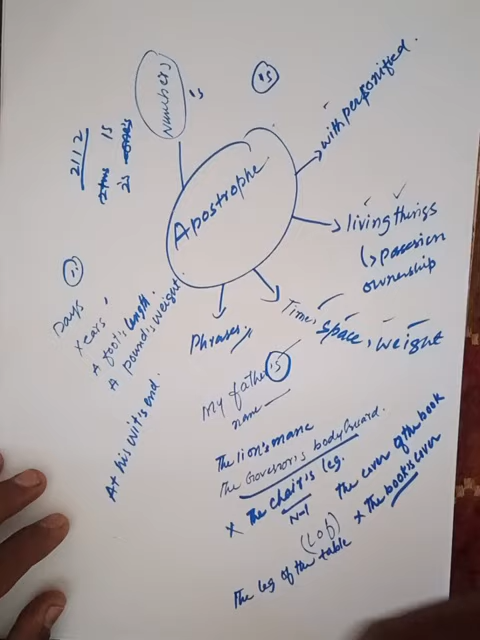 Numbers
's
's
with personified.
2112
Apostrophe
living things
↳ possession
ownership
Time, space, weight
Phrases
Days
Years'
A foot's length.
A pound's weight.
At his wit's end.
My father's
name
The lion's mane
The Governor's bodyguard.
× The chair's leg.
N-1
the cover of the book
× The book's cover
(Lof)
The leg of the table